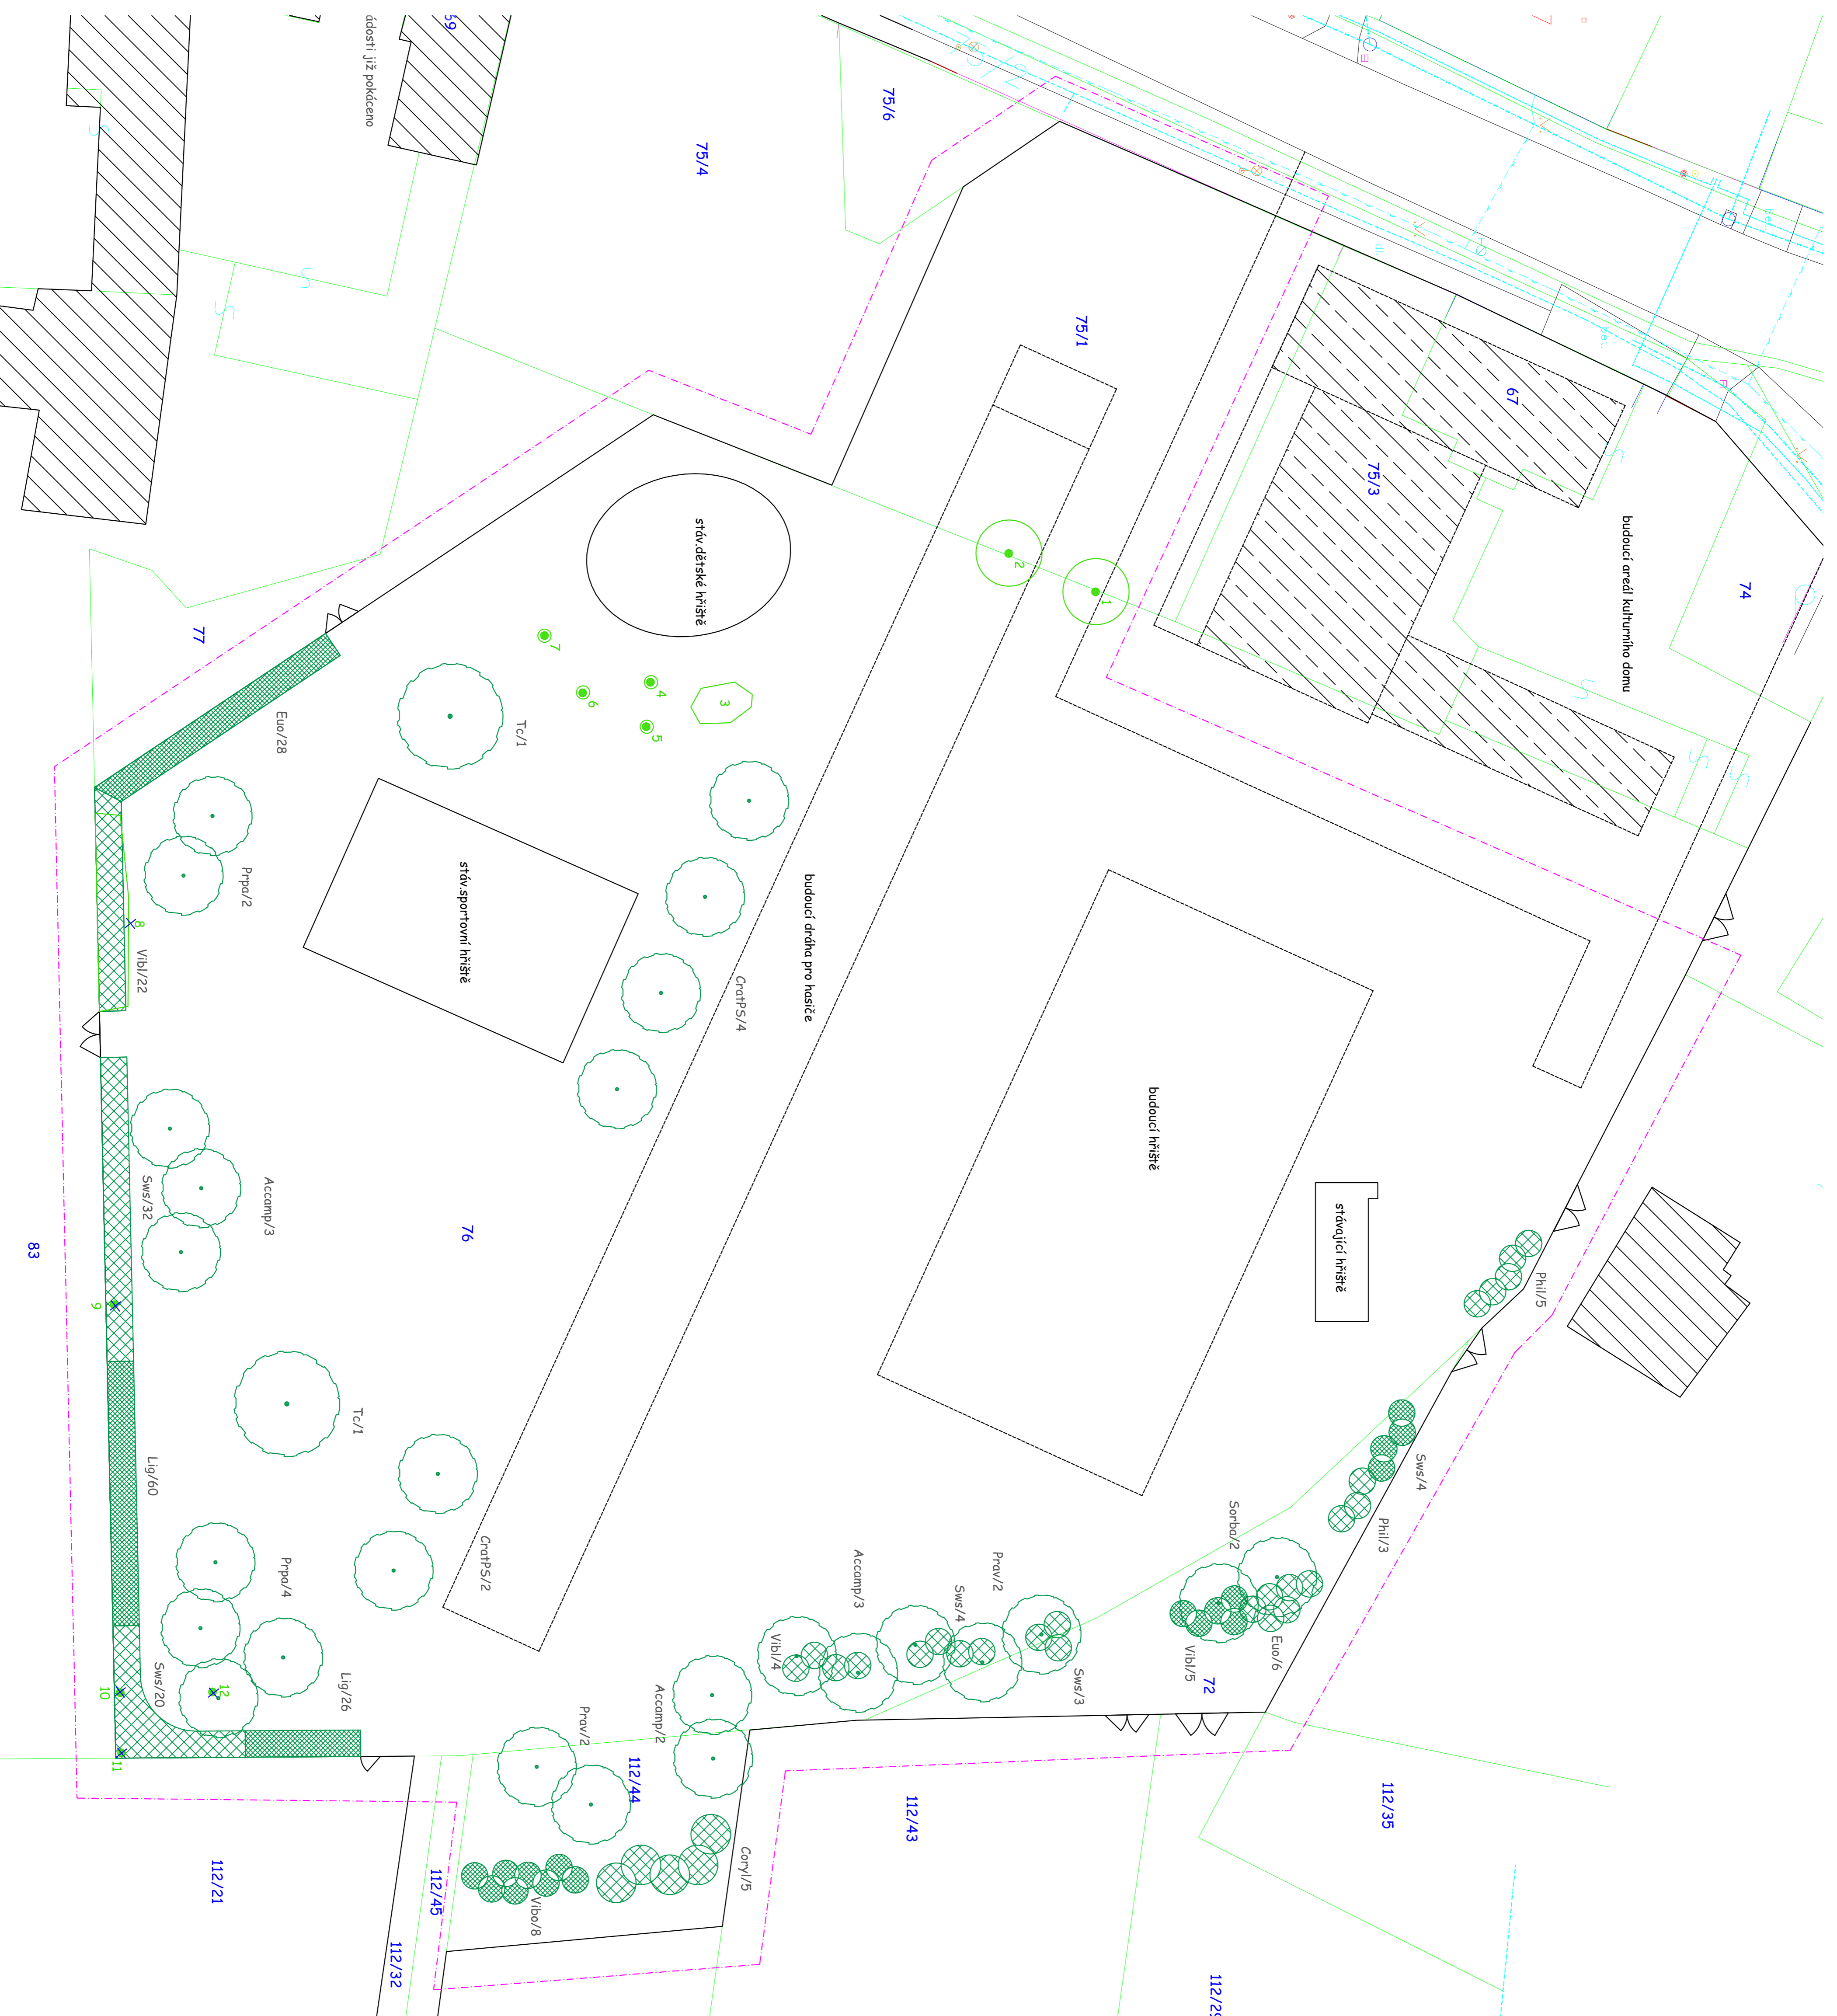 69
ádosti již pokáceno
75/6
75/4
75/1
67
75/3
budoucí areál kulturního domu
74
2
1
stáv.dětské hřiště
7
4
6
5
3
77
Euo/28
Tc/1
Prpa/2
stáv.sportovní hřiště
budoucí dráha pro hasiče
8
Vibl/22
CratPS/4
budoucí hřiště
stávající hřiště
Phil/5
Accamp/3
Sws/32
76
83
9
Tc/1
Lig/60
Sws/4
Phil/3
Sorba/2
CratPS/2
Prpa/4
Accamp/3
Prav/2
Sws/4
Vibl/4
Sws/3
Vibl/5
Euo/6
72
Sws/20
12
10
Lig/26
11
Prav/2
Accamp/2
112/44
112/43
112/35
Coryl/5
112/21
112/45
Vibo/8
112/32
112/29